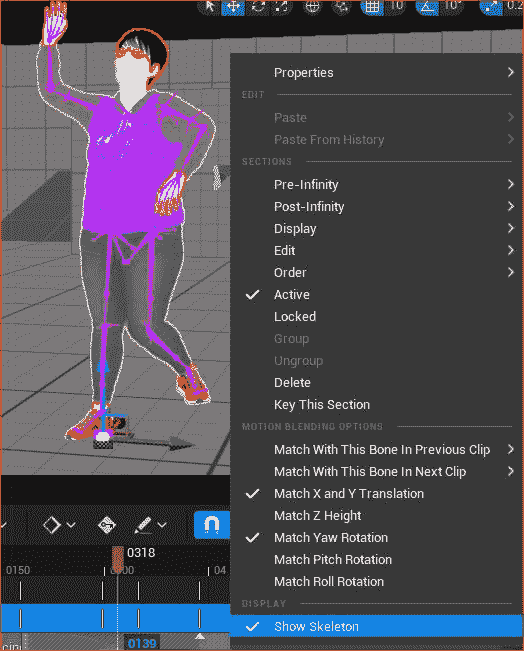 10
10°
0.2
Properties
EDIT
Paste
Paste From History
SECTIONS
Pre-Infinity
Post-Infinity
Display
Edit
Order
Active
Locked
Group
Ungroup
Delete
Key This Section
MOTION BLENDING OPTIONS
Match With This Bone In Previous Clip
Match With This Bone In Next Clip
Match X and Y Translation
Match Z Height
Match Yaw Rotation
Match Pitch Rotation
Match Roll Rotation
DISPLAY
Show Skeleton
0318
0150
04
0139